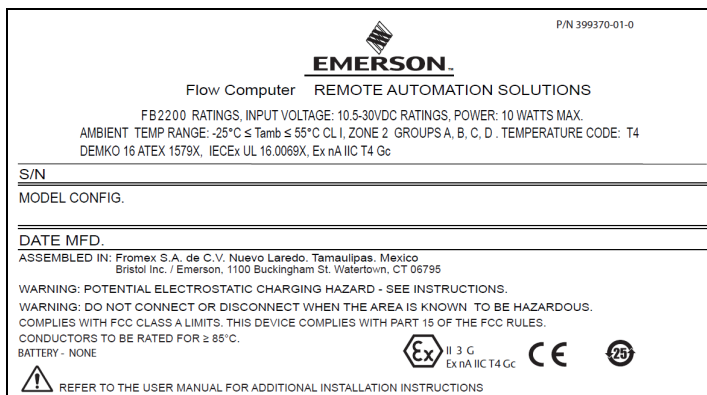 P/N 399370-01-0
EMERSON™
Flow Computer REMOTE AUTOMATION SOLUTIONS
FB2200 RATINGS, INPUT VOLTAGE: 10.5-30VDC RATINGS, POWER: 10 WATTS MAX.
AMBIENT TEMP RANGE: -25°C ≤ Tamb ≤ 55°C CL I, ZONE 2 GROUPS A, B, C, D . TEMPERATURE CODE: T4
DEMKO 16 ATEX 1579X, IECEx UL 16.0069X, Ex nA IIC T4 Gc
S/N
MODEL CONFIG.
DATE MFD.
ASSEMBLED IN: Fromex S.A. de C.V. Nuevo Laredo. Tamaulipas. Mexico
Bristol Inc. / Emerson, 1100 Buckingham St. Watertown, CT 06795
WARNING: POTENTIAL ELECTROSTATIC CHARGING HAZARD - SEE INSTRUCTIONS.
WARNING: DO NOT CONNECT OR DISCONNECT WHEN THE AREA IS KNOWN TO BE HAZARDOUS.
COMPLIES WITH FCC CLASS A LIMITS. THIS DEVICE COMPLIES WITH PART 15 OF THE FCC RULES.
CONDUCTORS TO BE RATED FOR ≥ 85°C.
BATTERY - NONE
Ex II 3 G
Ex nA IIC T4 Gc
CE
25
REFER TO THE USER MANUAL FOR ADDITIONAL INSTALLATION INSTRUCTIONS